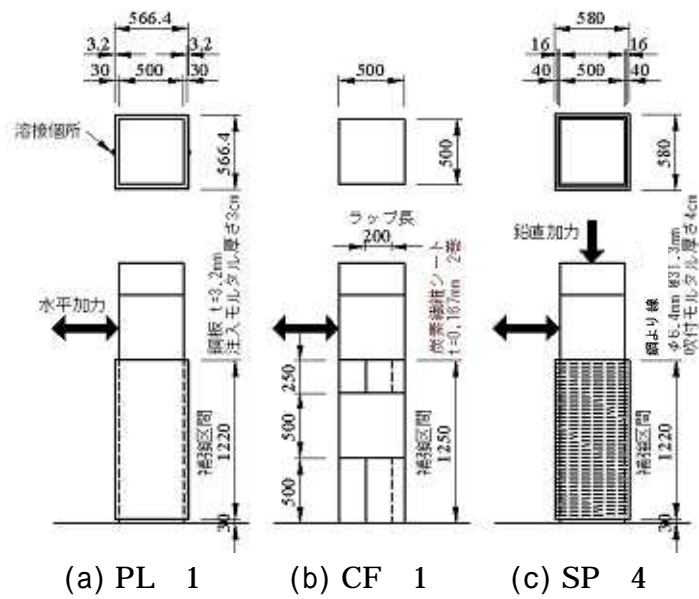 566.4
3.2
3.2
30
500
30
溶接個所
566.4
水平加力
鋼板 t=3.2mm
注入モルタル厚さ3cm
補強区間
1220
30
(a) PL 1
500
500
ラップ長
200
炭素繊維シート
t=0.167mm 2巻
250
500
500
補強区間
1250
(b) CF 1
580
16
16
40
500
40
580
鉛直加力
鋼より線
φ6.4mm @31.3mm
吹付モルタル厚さ4cm
補強区間
1220
30
(c) SP 4